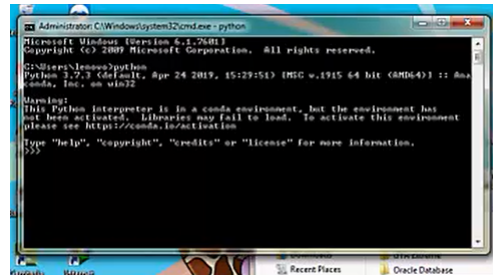 Administrator: C:\Windows\system32\cmd.exe - python
Microsoft Windows [Version 6.1.7601]
Copyright (c) 2009 Microsoft Corporation.  All rights reserved.
C:\Users\lenovo>python
Python 3.7.3 (default, Apr 24 2019, 15:29:51) [MSC v.1915 64 bit (AMD64)] :: Ana
conda, Inc. on win32
Warning:
This Python interpreter is in a conda environment, but the environment has
not been activated.  Libraries may fail to load.  To activate this environment
please see https://conda.io/activation
Type "help", "copyright", "credits" or "license" for more information.
>>>
Recent Places
Oracle Database